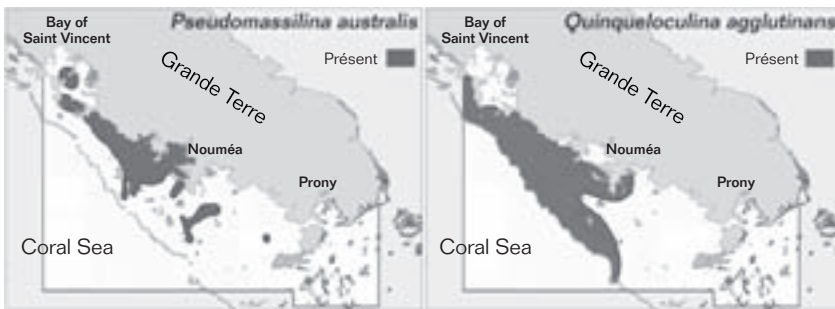 Pseudomassilina australis
Bay of
Saint Vincent
Présent
Grande Terre
Nouméa
Prony
Coral Sea
Quinqueloculina agglutinans
Bay of
Saint Vincent
Présent
Grande Terre
Nouméa
Prony
Coral Sea